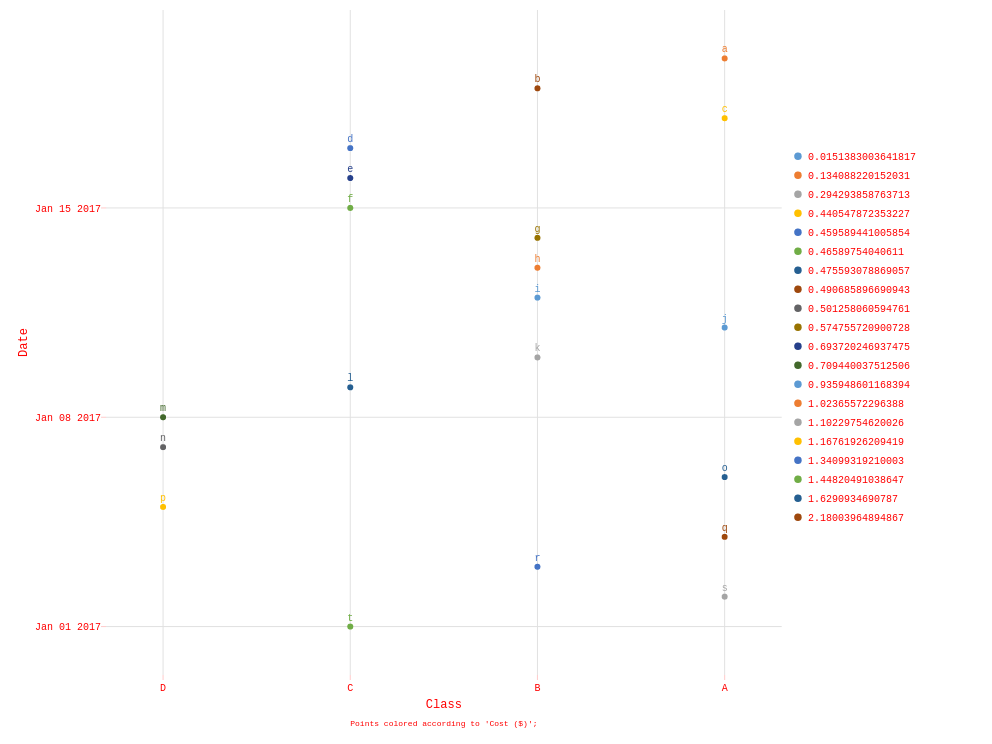 a
b
c
d
e
0.0151383003641817
0.134088220152031
0.294293858763713
f
Jan 15 2017
0.440547872353227
g
0.459589441005854
0.46589754040611
h
0.475593078869057
i
0.490685896690943
0.501258060594761
j
0.574755720900728
Date
k
0.693720246937475
0.709440037512506
l
0.935948601168394
m
1.02365572296388
Jan 08 2017
1.10229754620026
n
1.16761926209419
1.34099319210003
o
1.44820491038647
p
1.6290934690787
2.18003964894867
q
r
s
t
Jan 01 2017
D
C
B
A
Class
Points colored according to 'Cost ($)';